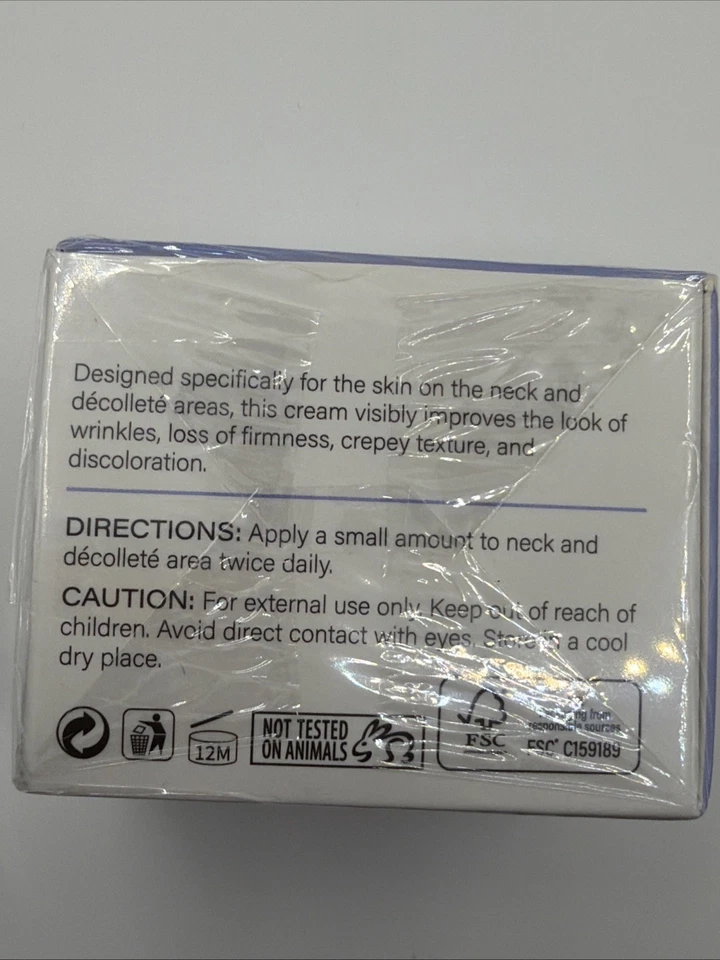 Designed specifically for the skin on the neck and
décolleté areas, this cream visibly improves the look of
wrinkles, loss of firmness, crepey texture, and
discoloration.
DIRECTIONS: Apply a small amount to neck and
décolleté area twice daily.
CAUTION: For external use only. Keep out of reach of
children. Avoid direct contact with eyes. Store in a cool
dry place.
12M
NOT TESTED
ON ANIMALS
FSC
from
responsible sources
FSC® C159189